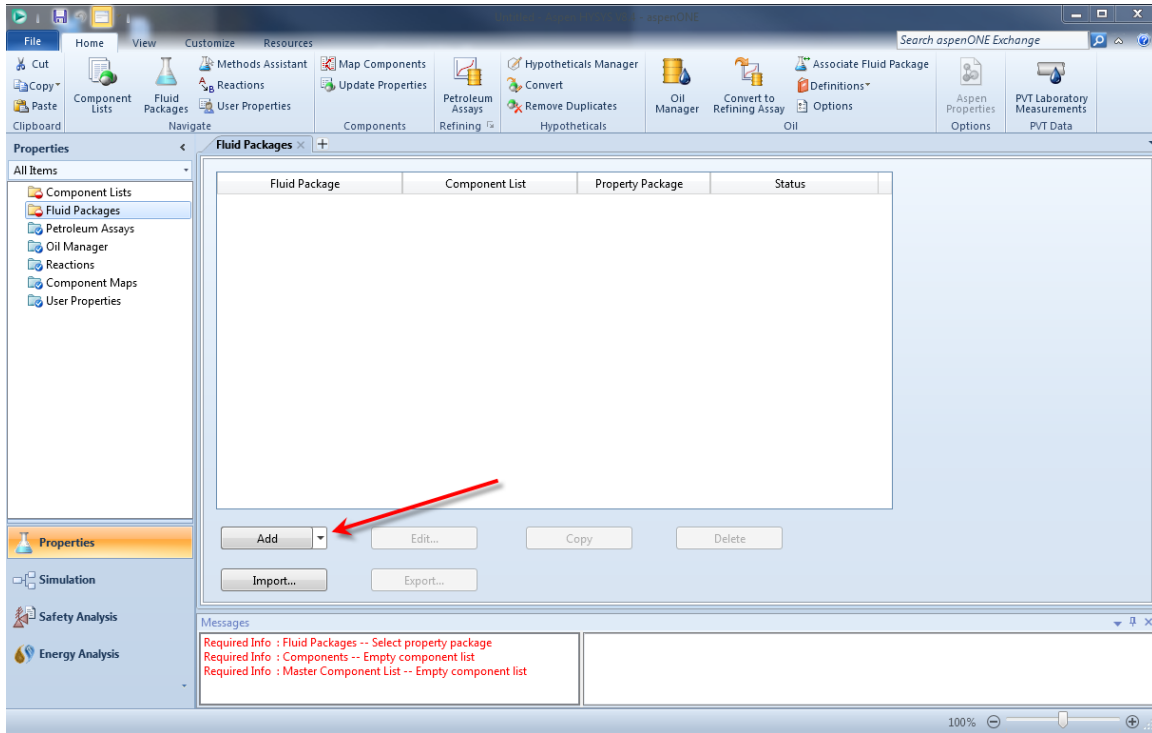 aspenONE
File Home View Customize Resources Search aspenONE Exchange
Cut
Copy
Paste
Clipboard
Component Lists
Fluid Packages
Methods Assistant
Reactions
User Properties
Navigate
Map Components
Update Properties
Components
Petroleum Assays
Refining
Hypotheticals Manager
Convert
Remove Duplicates
Hypotheticals
Oil Manager
Convert to Refining Assay
Associate Fluid Package
Definitions
Options
Oil
Aspen Properties
Options
PVT Laboratory Measurements
PVT Data
Properties <
All Items
Component Lists
Fluid Packages
Petroleum Assays
Oil Manager
Reactions
Component Maps
User Properties
Properties
Simulation
Safety Analysis
Energy Analysis
Fluid Packages × +
Fluid Package Component List Property Package Status
Add Edit... Copy Delete
Import... Export...
Messages
Required Info : Fluid Packages -- Select property package
Required Info : Components -- Empty component list
Required Info : Master Component List -- Empty component list
100%